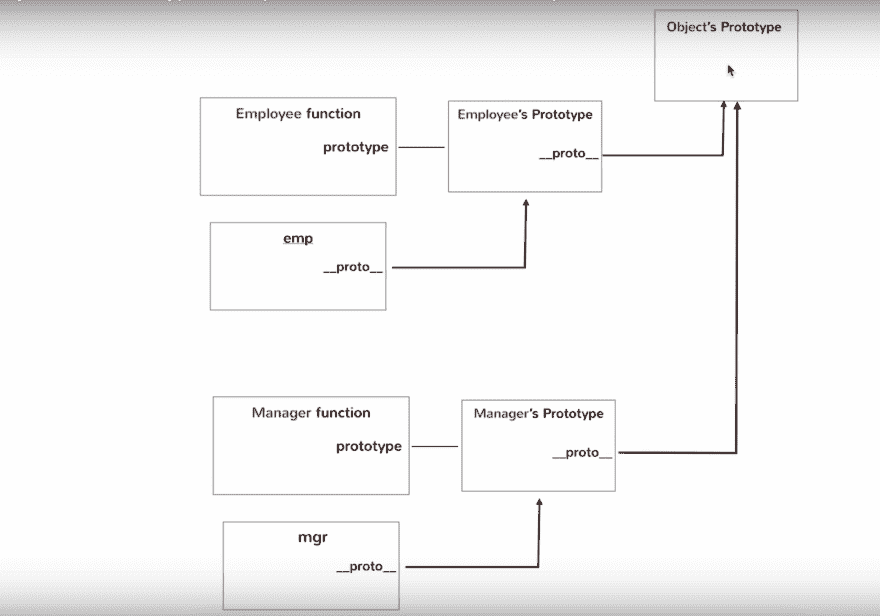 Object's Prototype
Employee function
prototype
Employee's Prototype
__proto__
emp
__proto__
Manager function
prototype
Manager's Prototype
__proto__
mgr
__proto__